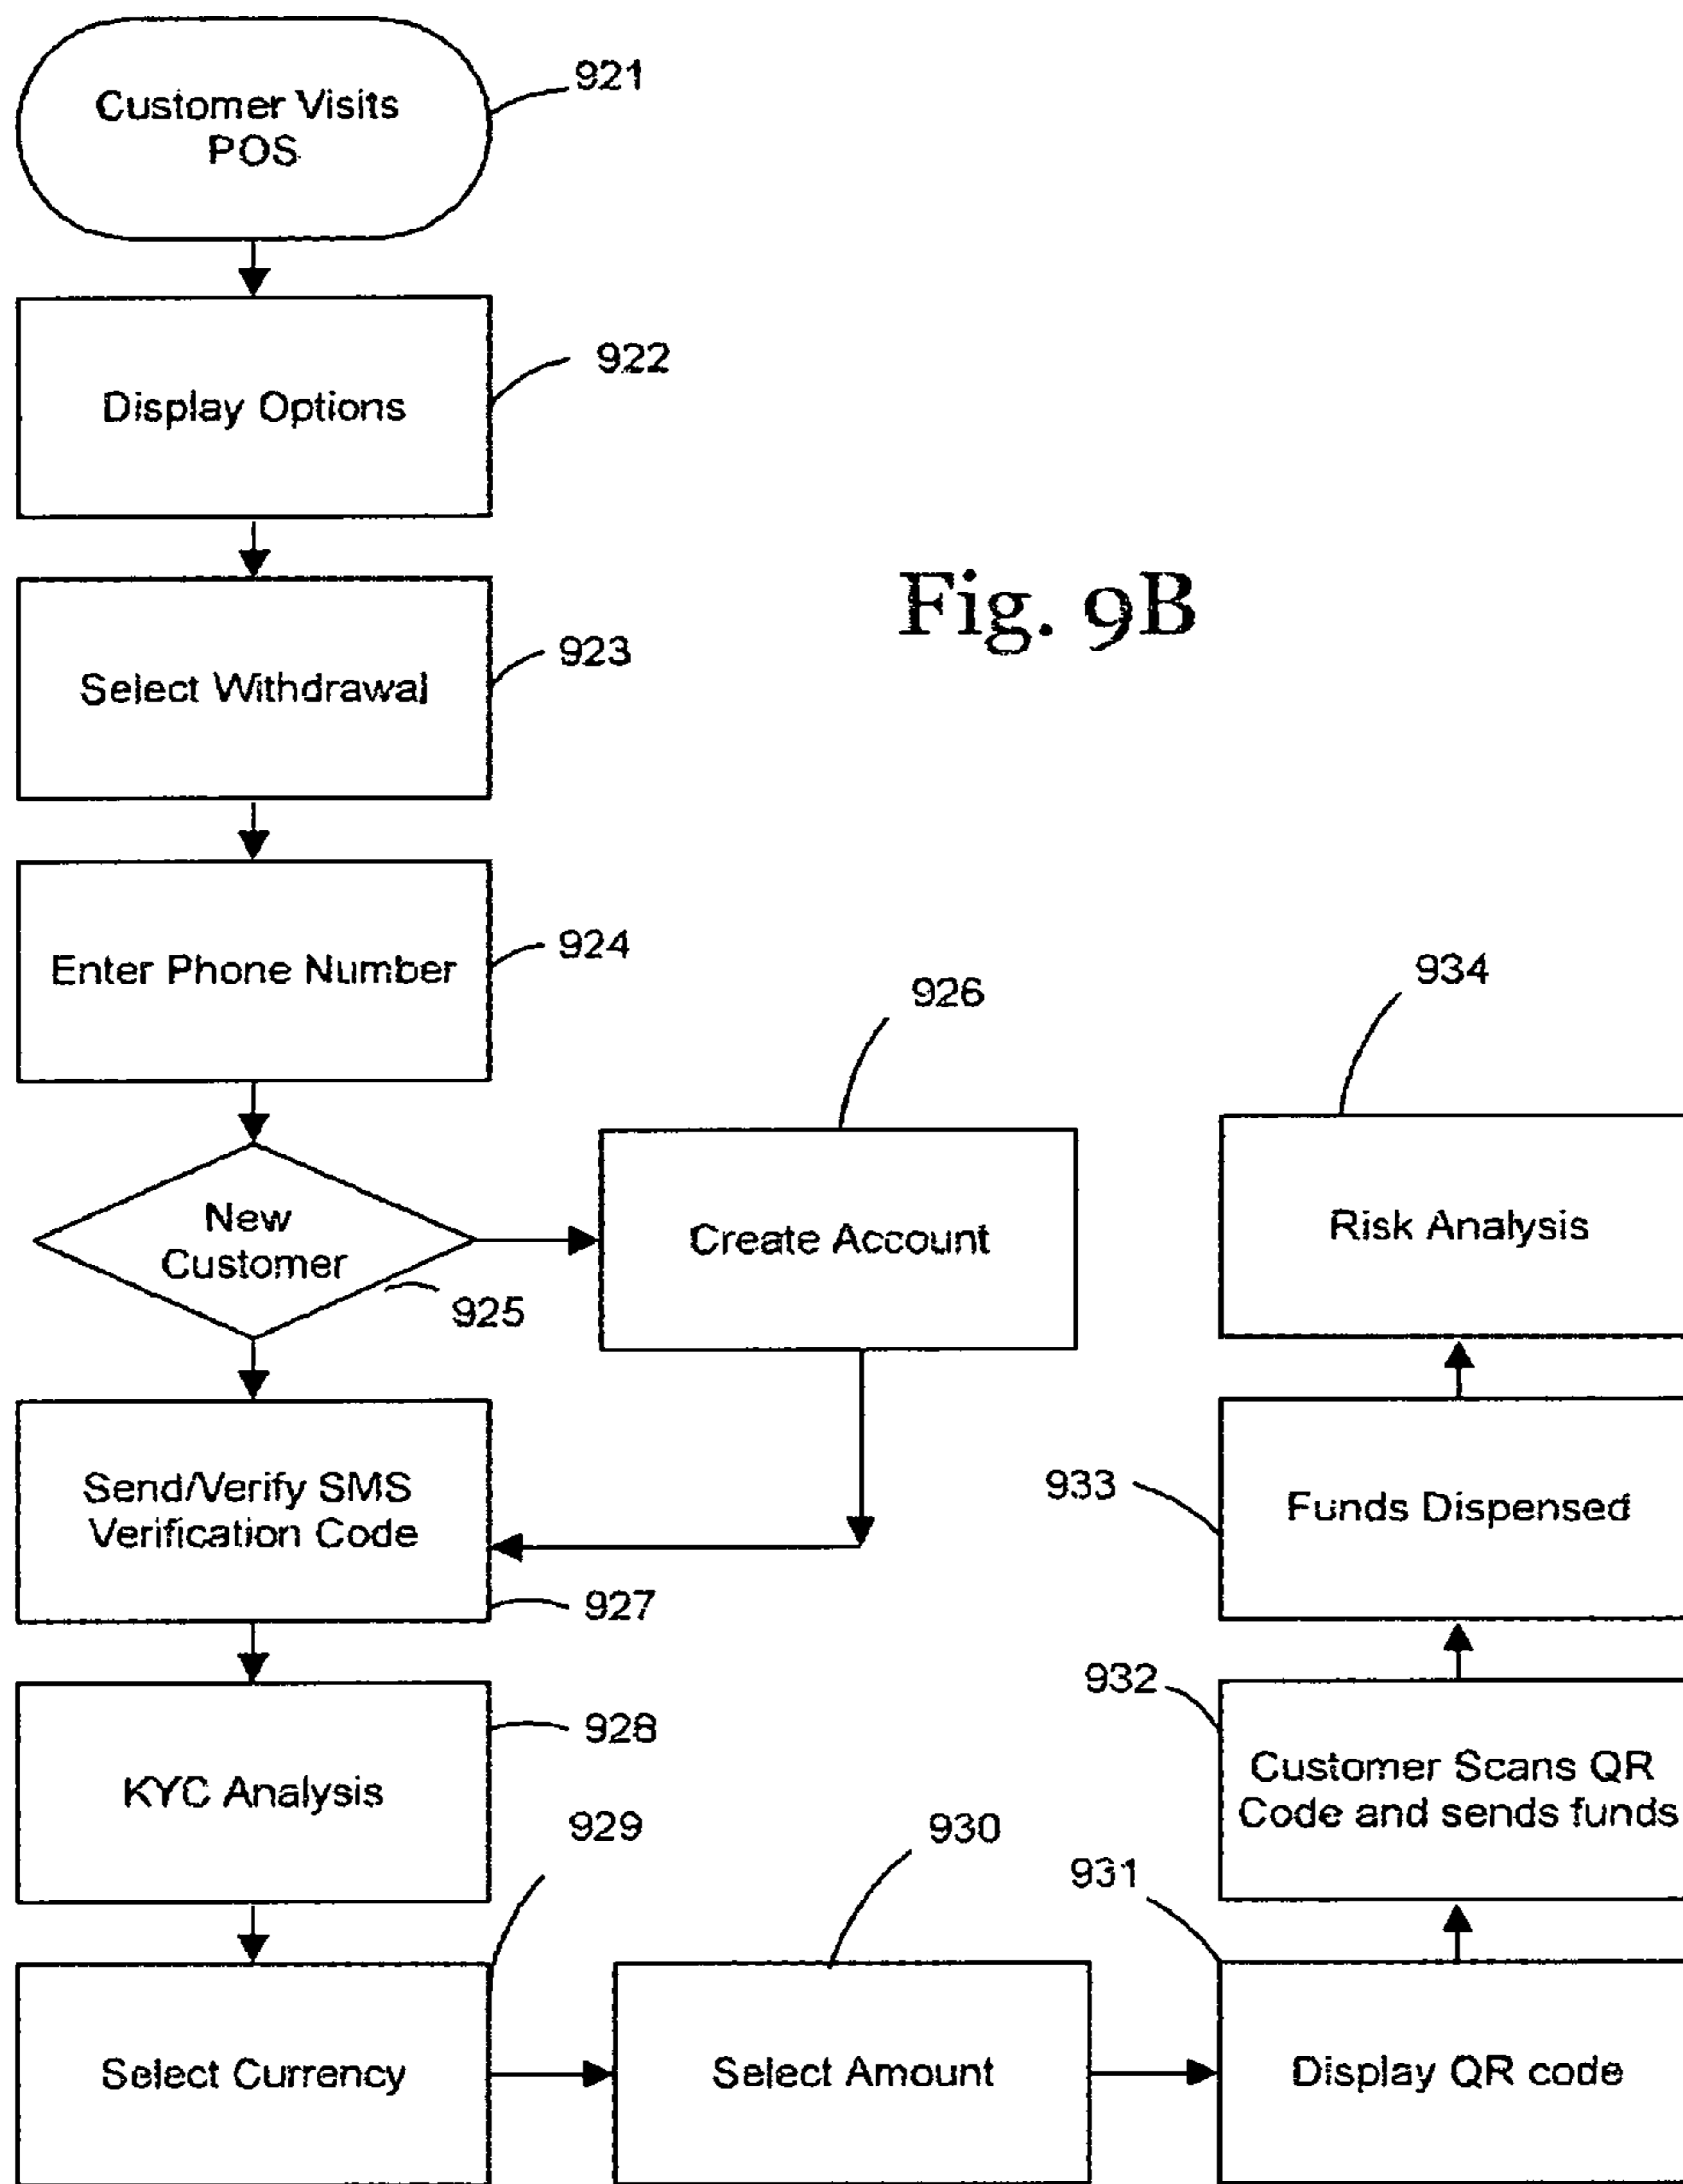 Customer Visits
POS
921
Display Options
922
Select Withdrawal
923
Fig. 9B
Enter Phone Number
924
New
Customer
925
Create Account
926
Send/Verify SMS
Verification Code
927
KYC Analysis
928
Select Currency
929
Select Amount
930
Display QR code
931
Customer Scans QR
Code and sends funds
932
Funds Dispensed
933
Risk Analysis
934